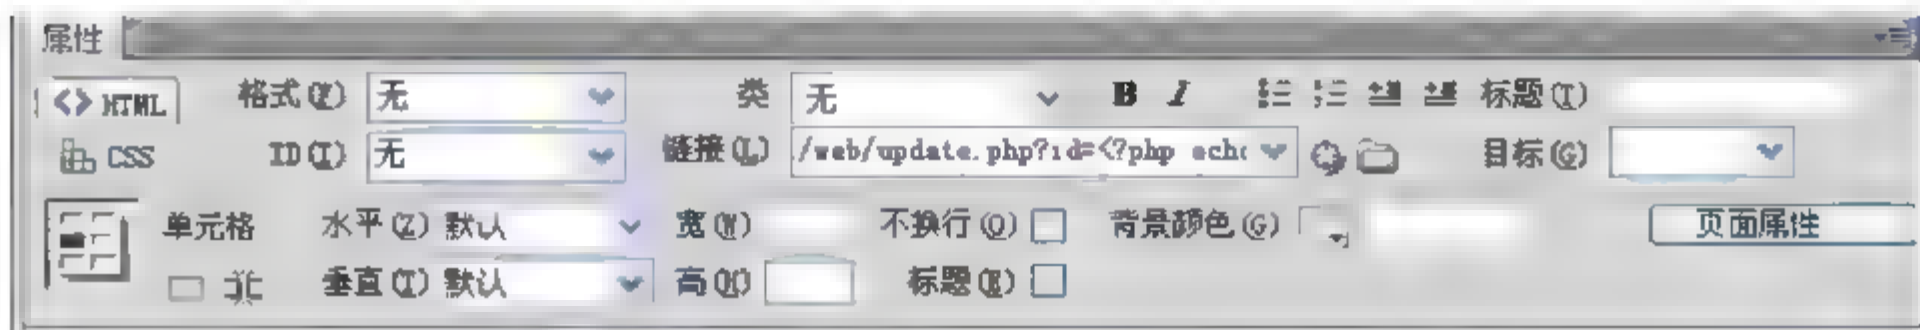 属性
<> HTML 格式(F) 无 类 无 B I 标题(T)
CSS ID(I) 无 链接(L) /web/update.php?id=<?php echo 目标(G)
单元格 水平(Z) 默认 宽(W) 不换行(O) 背景颜色(G) 页面属性
垂直(T) 默认 高(H) 标题(E)